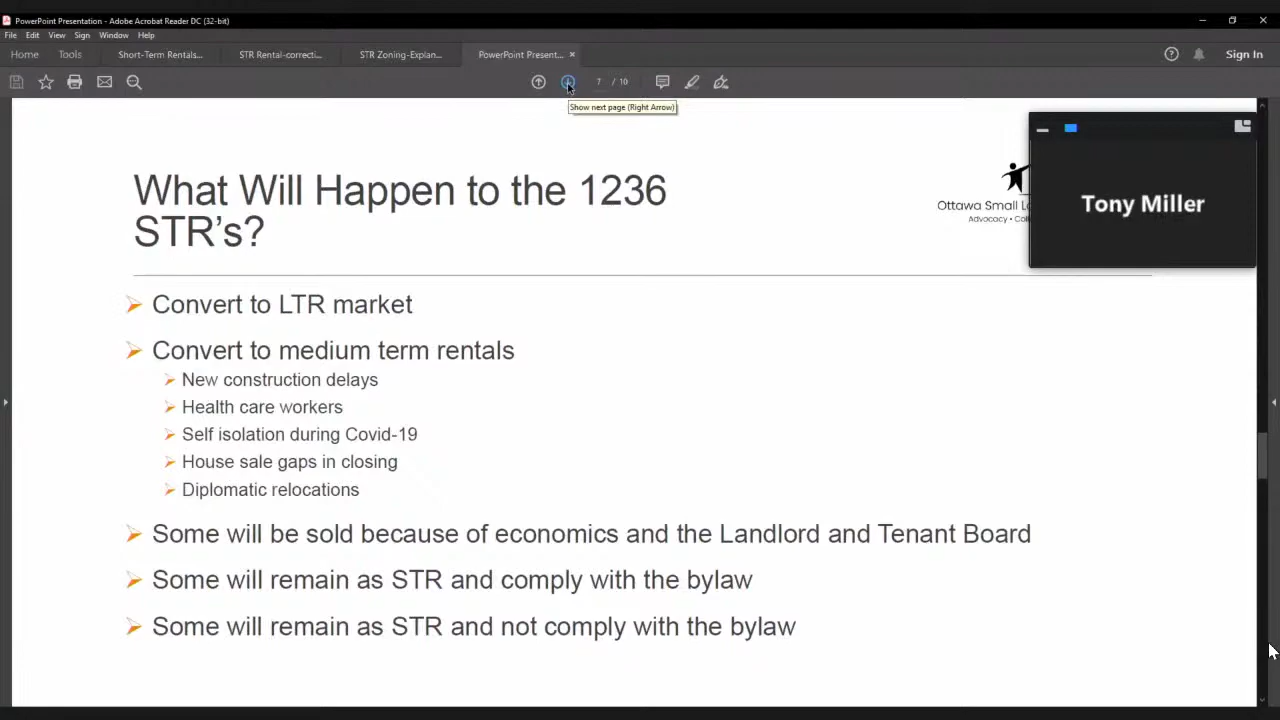 PowerPoint Presentation - Adobe Acrobat Reader DC (32-bit)
File Edit View Sign Window Help
Home Tools Short-Term Rentals... STR Rental-correcti... STR Zoning-Explan... PowerPoint Present... × Sign In
7 / 10
Show next page (Right Arrow)
What Will Happen to the 1236
STR's?
Ottawa Small
Advocacy •
Tony Miller
Convert to LTR market
Convert to medium term rentals
New construction delays
Health care workers
Self isolation during Covid-19
House sale gaps in closing
Diplomatic relocations
Some will be sold because of economics and the Landlord and Tenant Board
Some will remain as STR and comply with the bylaw
Some will remain as STR and not comply with the bylaw